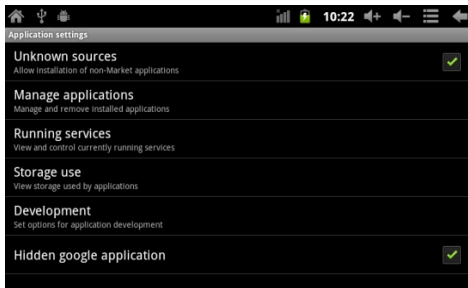 10:22
Application settings
Unknown sources
Allow installation of non-Market applications
Manage applications
Manage and remove installed applications
Running services
View and control currently running services
Storage use
View storage used by applications
Development
Set options for application development
Hidden google application